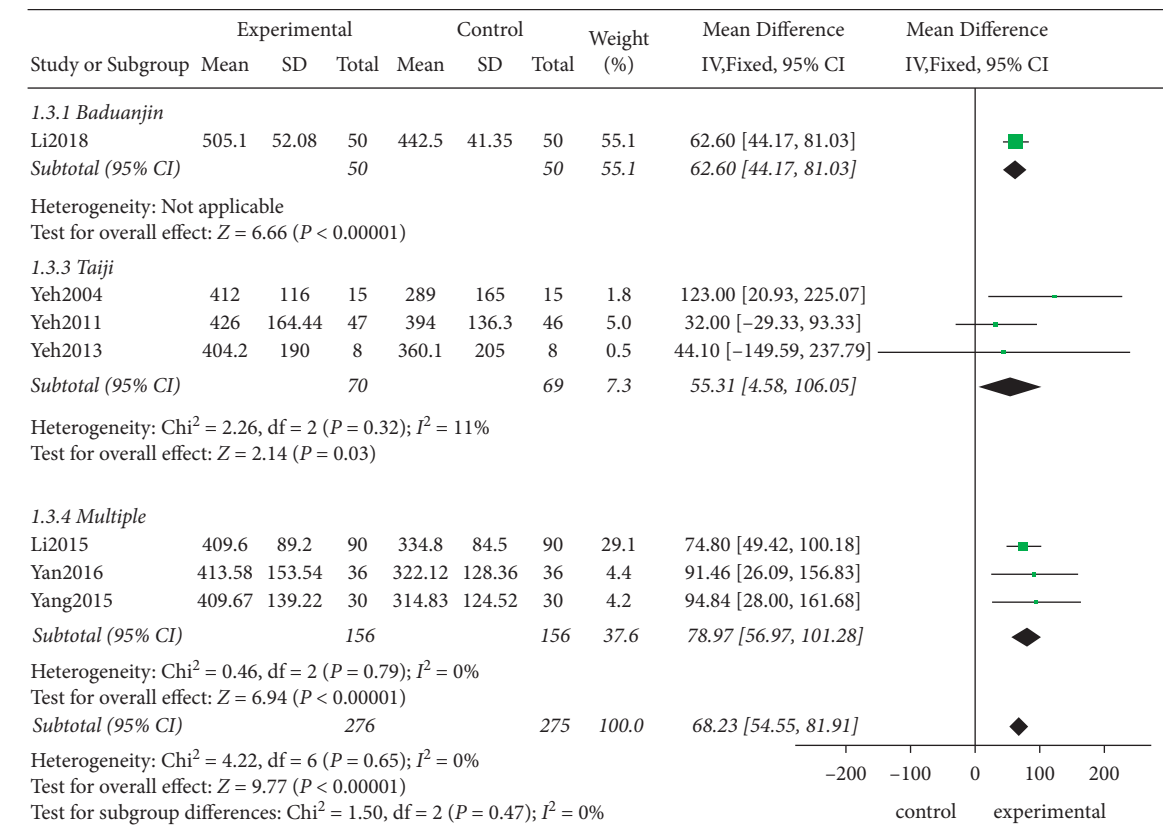 Experimental Control Weight (%) Mean Difference Mean Difference
Study or Subgroup Mean SD Total Mean SD Total IV,Fixed, 95% CI IV,Fixed, 95% CI
1.3.1 Baduanjin
Li2018 505.1 52.08 50 442.5 41.35 50 55.1 62.60 [44.17, 81.03]
Subtotal (95% CI) 50 50 55.1 62.60 [44.17, 81.03]
Heterogeneity: Not applicable
Test for overall effect: Z = 6.66 (P < 0.00001)
1.3.3 Taiji
Yeh2004 412 116 15 289 165 15 1.8 123.00 [20.93, 225.07]
Yeh2011 426 164.44 47 394 136.3 46 5.0 32.00 [–29.33, 93.33]
Yeh2013 404.2 190 8 360.1 205 8 0.5 44.10 [–149.59, 237.79]
Subtotal (95% CI) 70 69 7.3 55.31 [4.58, 106.05]
Heterogeneity: Chi² = 2.26, df = 2 (P = 0.32); I² = 11%
Test for overall effect: Z = 2.14 (P = 0.03)
1.3.4 Multiple
Li2015 409.6 89.2 90 334.8 84.5 90 29.1 74.80 [49.42, 100.18]
Yan2016 413.58 153.54 36 322.12 128.36 36 4.4 91.46 [26.09, 156.83]
Yang2015 409.67 139.22 30 314.83 124.52 30 4.2 94.84 [28.00, 161.68]
Subtotal (95% CI) 156 156 37.6 78.97 [56.97, 101.28]
Heterogeneity: Chi² = 0.46, df = 2 (P = 0.79); I² = 0%
Test for overall effect: Z = 6.94 (P < 0.00001)
Subtotal (95% CI) 276 275 100.0 68.23 [54.55, 81.91]
Heterogeneity: Chi² = 4.22, df = 6 (P = 0.65); I² = 0%
Test for overall effect: Z = 9.77 (P < 0.00001)
Test for subgroup differences: Chi² = 1.50, df = 2 (P = 0.47); I² = 0%
–200 –100 0 100 200
control experimental